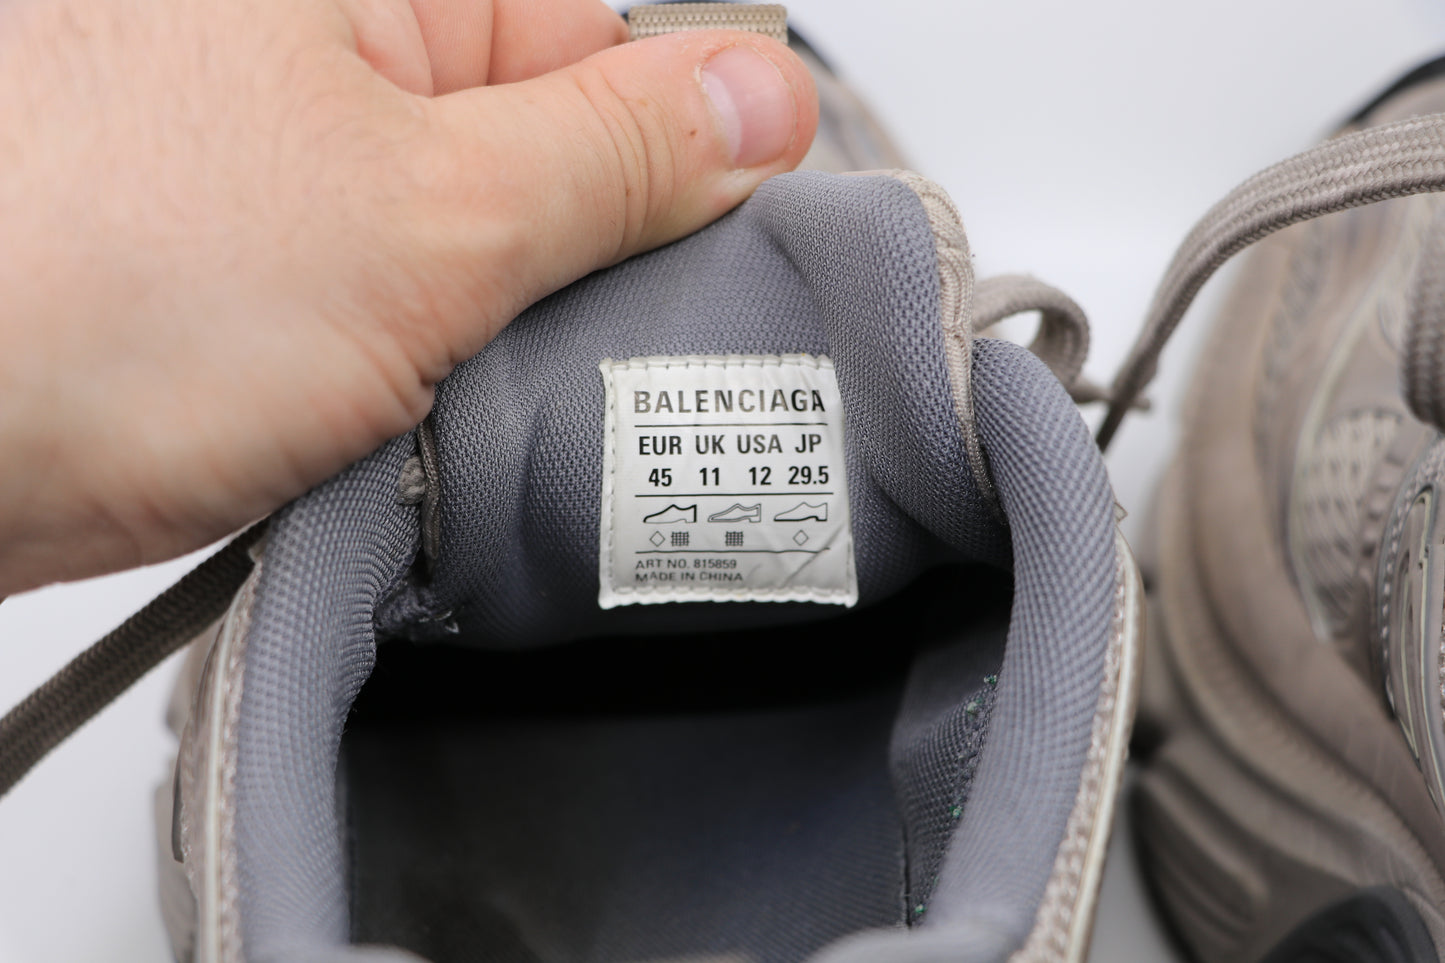 BALENCIAGA
EUR UK USA JP
45 11 12 29.5
ART NO. 815859
MADE IN CHINA